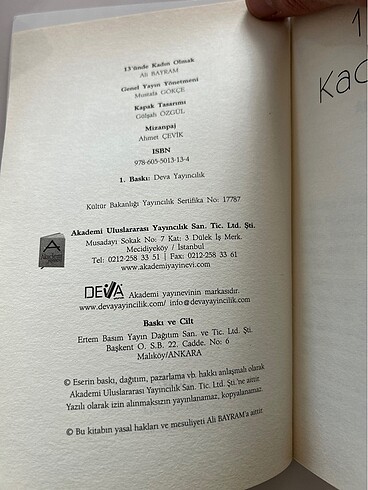 13'ünde Kadın Olmak
Ali BAYRAM
Genel Yayın Yönetmeni
Mustafa GÖKÇE
Kapak Tasarımı
Gülşah ÖZGÜL
Mizanpaj
Ahmet ÇEVİK
ISBN
978-605-5013-13-4
1. Baskı: Deva Yayıncılık
Kültür Bakanlığı Yayıncılık Sertifika No: 17787
Akademi Uluslararası Yayıncılık San. Tic. Ltd. Şti.
Musadayı Sokak No: 7 Kat: 3 Dülek İş Merk.
Mecidiyeköy / İstanbul
Tel: 0212-258 33 51 | Fax: 0212-258 33 61
www.akademiyayinevi.com
A
Akademi
DEVA Akademi yayınevinin markasıdır.
www.devayayincilik.com/ info@devayayincilik.com
Baskı ve Cilt
Ertem Basım Yayın Dağıtım San. ve Tic. Ltd. Şti.
Başkent O. S.B. 22. Cadde. No: 6
Malıköy/ANKARA
© Eserin baskı, dağıtım, pazarlama vb. hakkı anlaşmalı olarak
Akademi Uluslararası Yayıncılık San. Tic. Ltd. Şti.'ne aittir.
Yazılı olarak izin alınmaksızın yayınlanamaz, kopyalanamaz.
© Bu kitabın yasal hakları ve mesuliyeti Ali BAYRAM'a aittir.
1
Kad